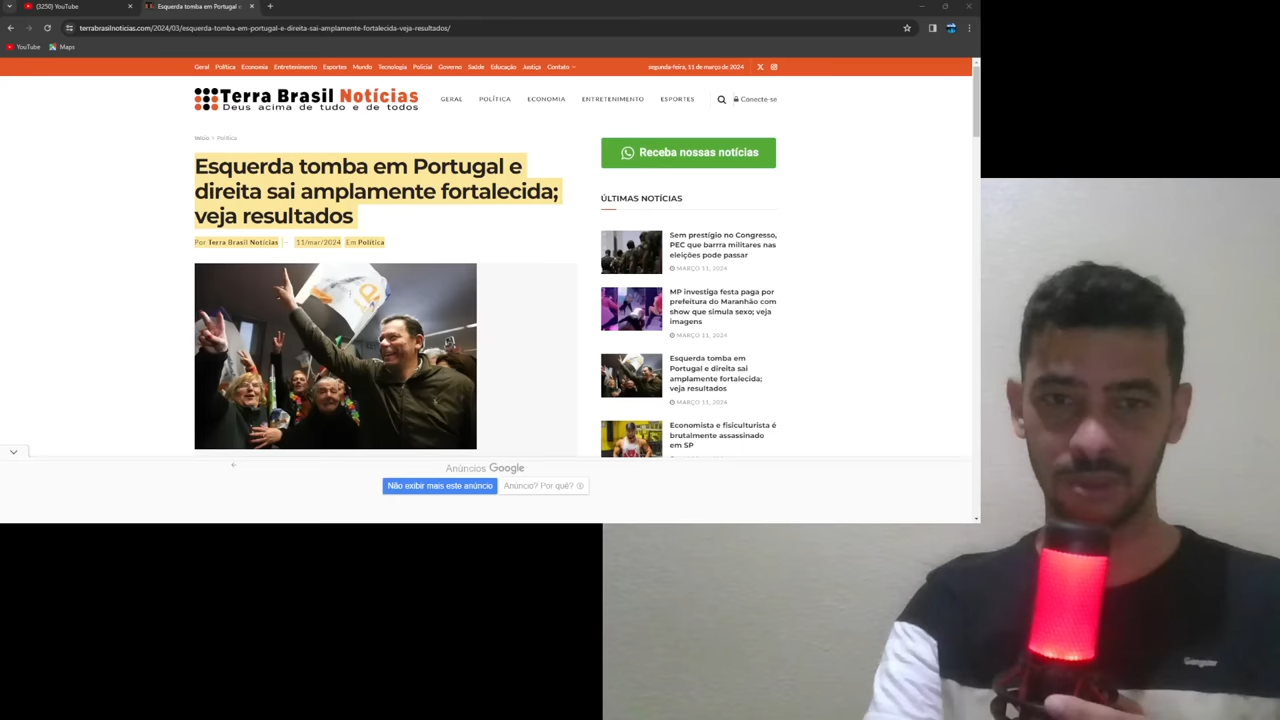 (3250) YouTube
Esquerda tomba em Portugal e
terrabrasilnoticias.com/2024/03/esquerda-tomba-em-portugal-e-direita-sai-amplamente-fortalecida-veja-resultados/
YouTube
Maps
Geral Política Economia Entretenimento Esportes Mundo Tecnologia Policial Governo Saúde Educação Justiça Contato
segunda-feira, 11 de março de 2024
Terra Brasil Notícias
Deus acima de tudo e de todos
GERAL POLÍTICA ECONOMIA ENTRETENIMENTO ESPORTES
Conecte-se
Início > Política
Esquerda tomba em Portugal e
direita sai amplamente fortalecida;
veja resultados
Por Terra Brasil Notícias — 11/mar/2024 Em Política
Receba nossas notícias
ÚLTIMAS NOTÍCIAS
Sem prestígio no Congresso,
PEC que barrra militares nas
eleições pode passar
MARÇO 11, 2024
MP investiga festa paga por
prefeitura do Maranhão com
show que simula sexo; veja
imagens
MARÇO 11, 2024
Esquerda tomba em
Portugal e direita sai
amplamente fortalecida;
veja resultados
MARÇO 11, 2024
Economista e fisiculturista é
brutalmente assassinado
em SP
Anúncios Google
Não exibir mais este anúncio
Anúncio? Por quê?